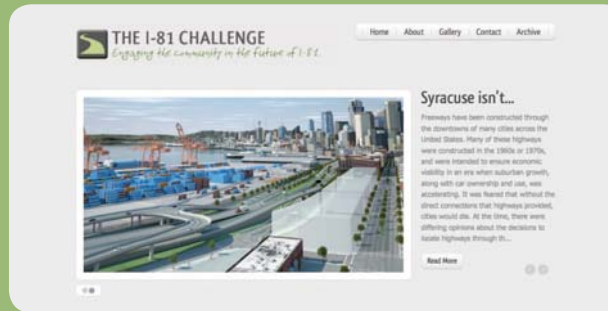 THE I-81 CHALLENGE
Engaging the community in the future of I-81.
Home About Gallery Contact Archive
Syracuse isn't...
Freeways have been constructed through
the downtowns of many cities across the
United States. Many of these highways
were constructed in the 1960s or 1970s,
and were intended to ensure economic
viability in an era when suburban growth,
along with car ownership and use, was
accelerating. It was feared that without the
direct connections that highways provided,
cities would die. At the time, there were
differing opinions about the decisions to
locate highways through th...
Read More